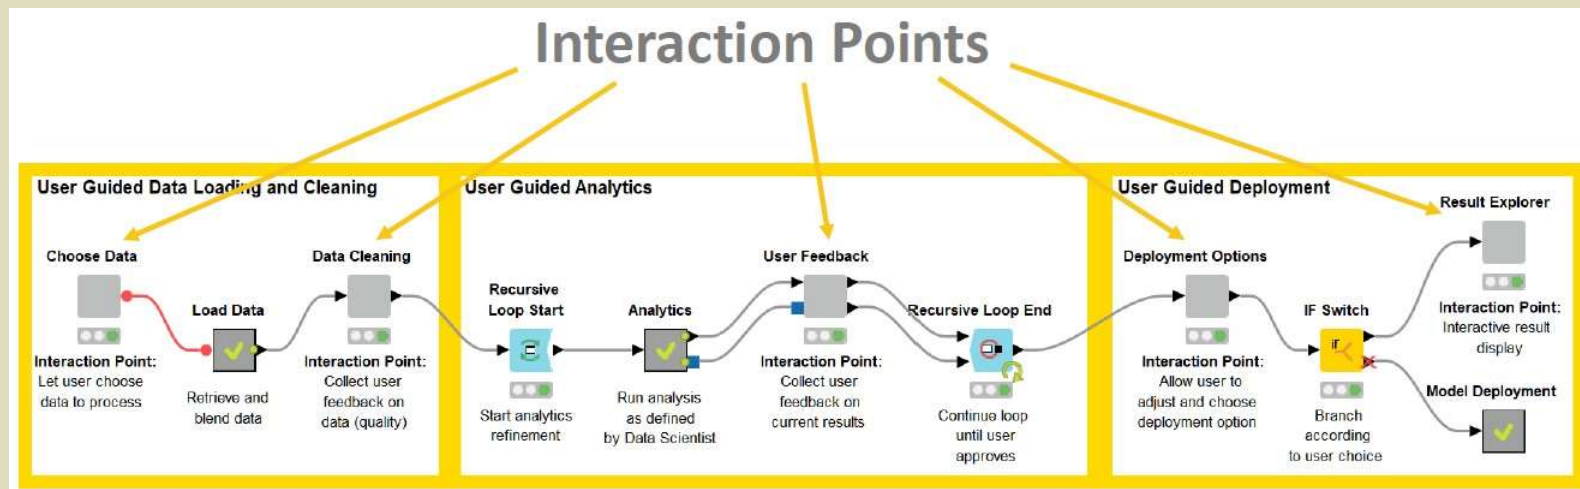 Interaction Points
User Guided Data Loading and Cleaning
Choose Data
Interaction Point:
Let user choose
data to process
Load Data
Retrieve and
blend data
Data Cleaning
Interaction Point:
Collect user
feedback on
data (quality)
User Guided Analytics
Recursive
Loop Start
Start analytics
refinement
Analytics
Run analysis
as defined
by Data Scientist
User Feedback
Interaction Point:
Collect user
feedback on
current results
Recursive Loop End
Continue loop
until user
approves
User Guided Deployment
Deployment Options
Interaction Point:
Allow user to
adjust and choose
deployment option
IF Switch
IF
Branch
according
to user choice
Result Explorer
Interaction Point:
Interactive result
display
Model Deployment